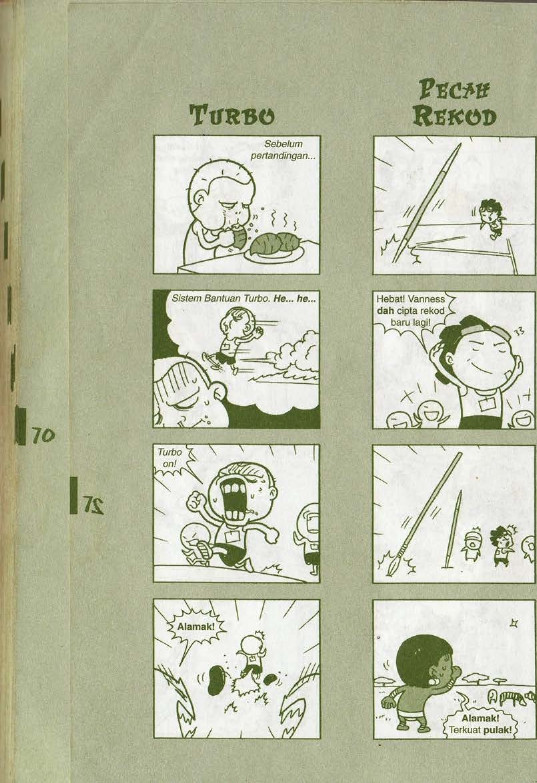 TURBO
Sebelum
pertandingan...
Sistem Bantuan Turbo. He... he...
Turbo
on!
Alamak!
PECAH
REKOD
Hebat! Vanness
dah cipta rekod
baru lagi!
Alamak!
Terkuat pulak!
70
72